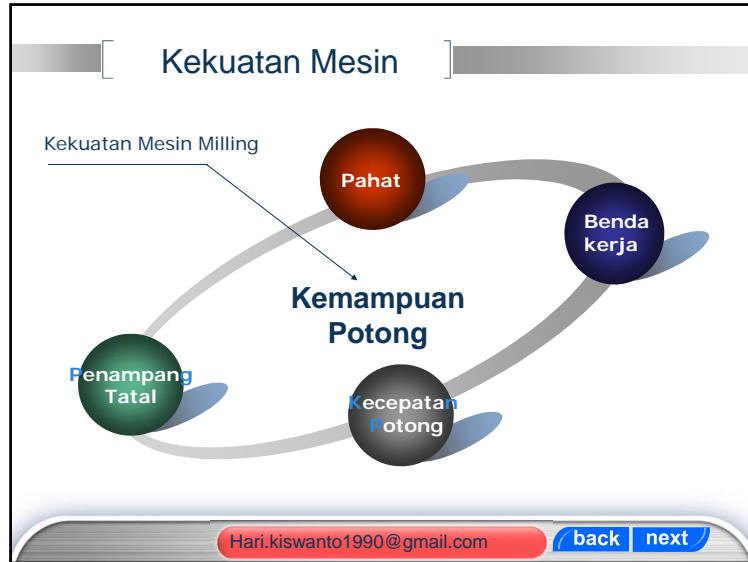 Kekuatan Mesin
Kekuatan Mesin Milling
Pahat
Benda
kerja
Kemampuan
Potong
Penampang
Tatal
Kecepatan
Potong
Hari.kiswanto1990@gmail.com
back
next